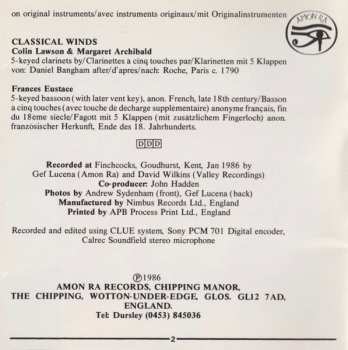 on original instruments/avec instruments originaux/mit Originalinstrumenten
AMON RA
CLASSICAL WINDS
Colin Lawson & Margaret Archibald
5-keyed clarinets by/Clarinettes a cinq touches par/Klarinetten mit 5 Klappen
von: Daniel Bangham after/d'apres/nach: Roche, Paris c. 1790
Frances Eustace
5-keyed bassoon (with later vent key), anon. French, late 18th century/Basson
a cinq touches (avec touche de decharge supplementaire) anonyme français, fin
du 18eme siecle/Fagott mit 5 Klappen (mit zusatzlichem Fingerloch) anon.
französischer Herkunft, Ende des 18. Jahrhunderts.
DDD
Recorded at Finchcocks, Goudhurst, Kent, Jan 1986 by
Gef Lucena (Amon Ra) and David Wilkins (Valley Recordings)
Co-producer: John Hadden
Photos by Andrew Sydenham (front), Gef Lucena (back)
Manufactured by Nimbus Records Ltd., England
Printed by APB Process Print Ltd., England
Recorded and edited using CLUE system, Sony PCM 701 Digital encoder,
Calrec Soundfield stereo microphone
℗1986
AMON RA RECORDS, CHIPPING MANOR,
THE CHIPPING, WOTTON-UNDER-EDGE, GLOS. GL12 7AD,
ENGLAND.
Tel: Dursley (0453) 845036
2